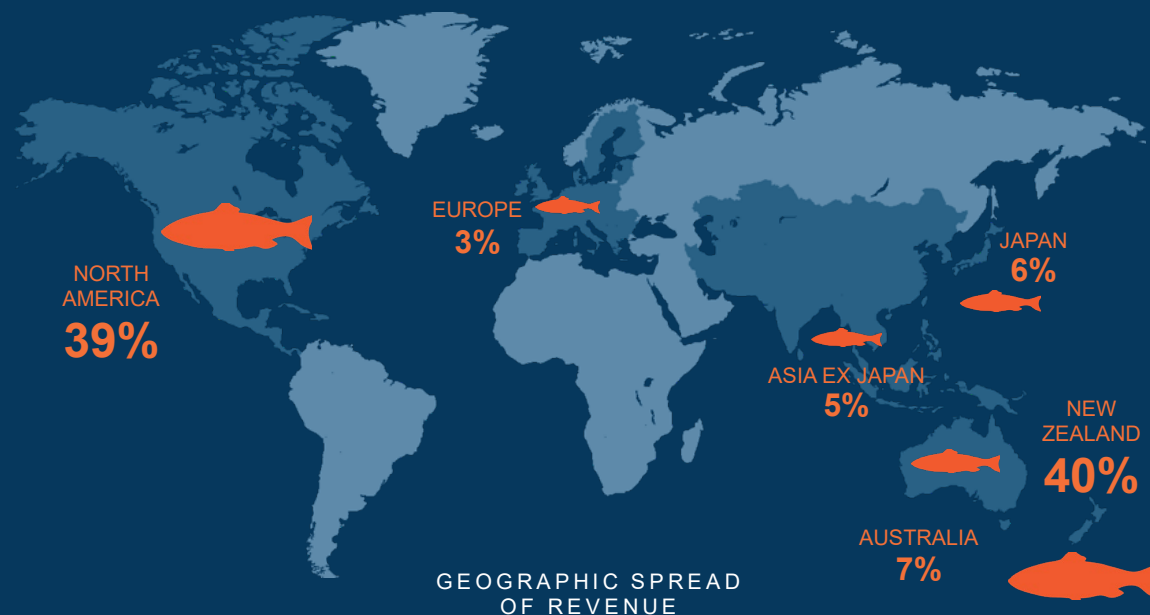 EUROPE
3%
JAPAN
6%
NORTH
AMERICA
39%
ASIA EX JAPAN
5%
NEW
ZEALAND
40%
AUSTRALIA
7%
GEOGRAPHIC SPREAD
OF REVENUE